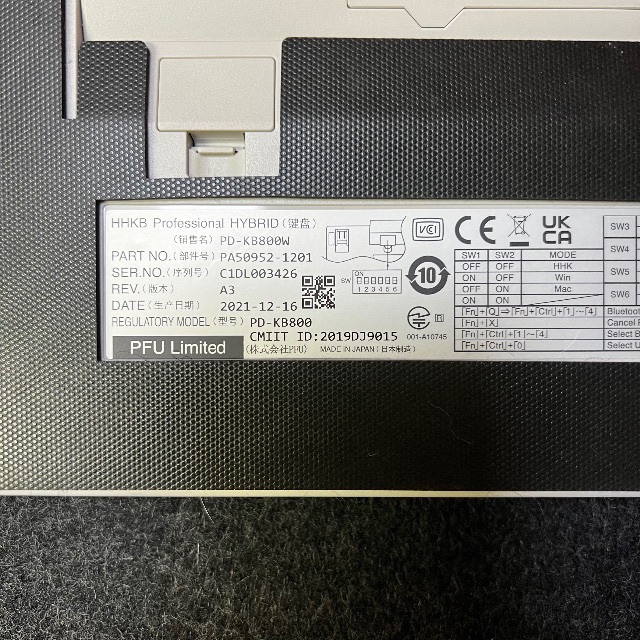 HHKB Professional HYBRID (键盘)
(销售名) PD-KB800W
PART NO. (部件号) PA50952-1201
SER.NO. (序列号) C1DL003426
REV. (版本) A3
DATE (生产日期) 2021-12-16
REGULATORY MODEL (型号) PD-KB800
CMIIT ID:2019DJ9015
PFU Limited (株式会社PFU) MADE IN JAPAN (日本制造)
SW ON
1 2 3 4 5 6
VCI
10
001-A10745
CE UK CA
SW1 SW2 MODE
OFF OFF HHK
ON OFF Win
OFF ON Mac
ON ON
SW3
SW4
SW5
SW6
「Fn」+「Q」⇒「Fn」+「Ctrl」+「1」~「4」 Bluetoot
「Fn」+「X」 Cancel F
「Fn」+「Ctrl」+「1」~「4」 Select B
「Fn」+「Ctrl」+「0」 Select U